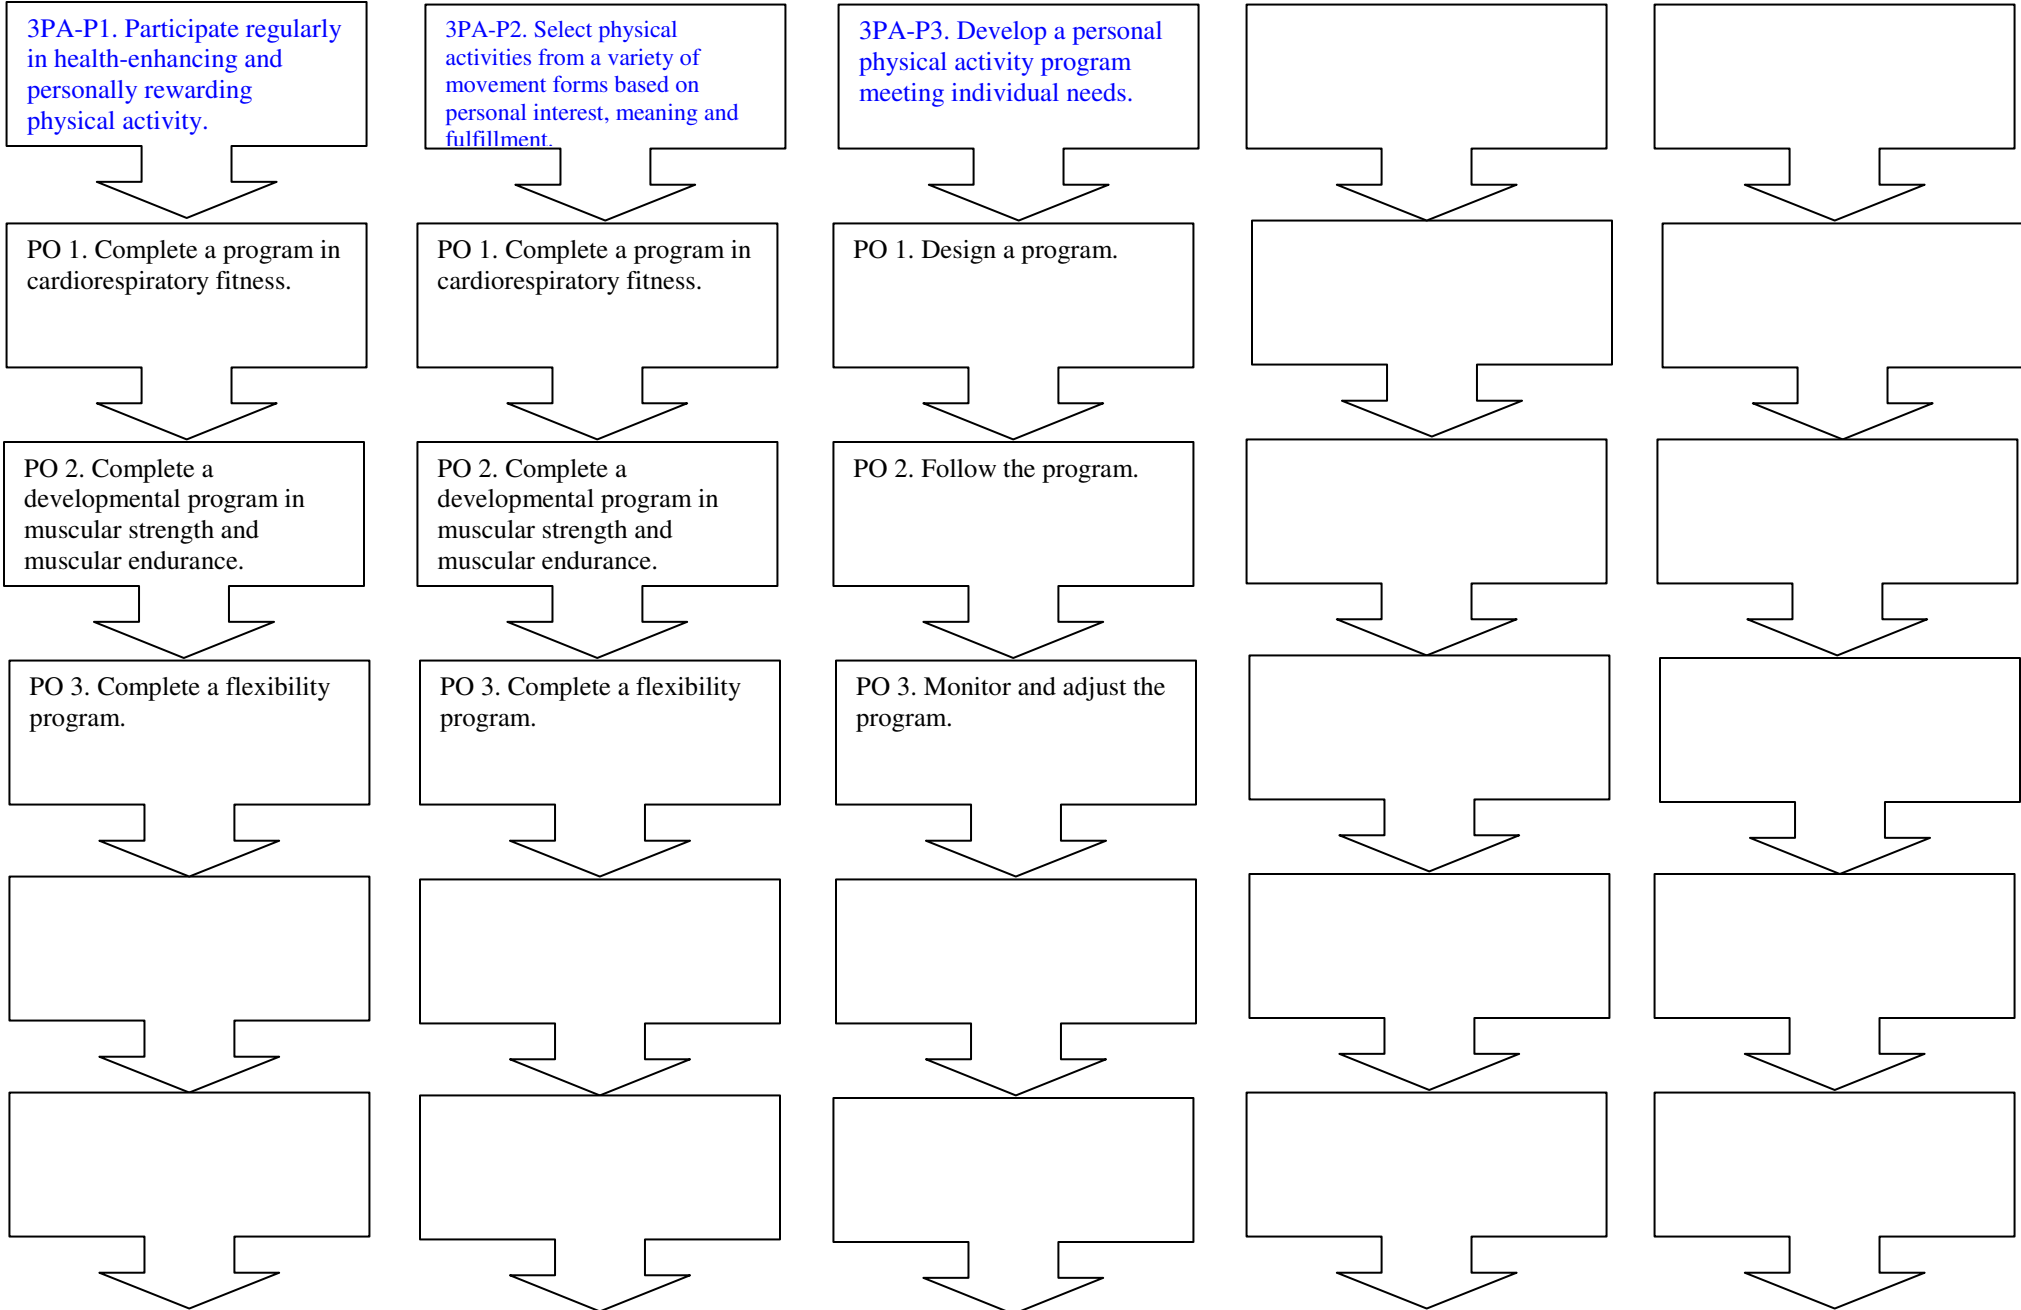 3PA-P1. Participate regularly
in health-enhancing and
personally rewarding
physical activity.
3PA-P2. Select physical
activities from a variety of
movement forms based on
personal interest, meaning and
fulfillment.
3PA-P3. Develop a personal
physical activity program
meeting individual needs.
PO 1. Complete a program in
cardiorespiratory fitness.
PO 1. Complete a program in
cardiorespiratory fitness.
PO 1. Design a program.
PO 2. Complete a
developmental program in
muscular strength and
muscular endurance.
PO 2. Complete a
developmental program in
muscular strength and
muscular endurance.
PO 2. Follow the program.
PO 3. Complete a flexibility
program.
PO 3. Complete a flexibility
program.
PO 3. Monitor and adjust the
program.